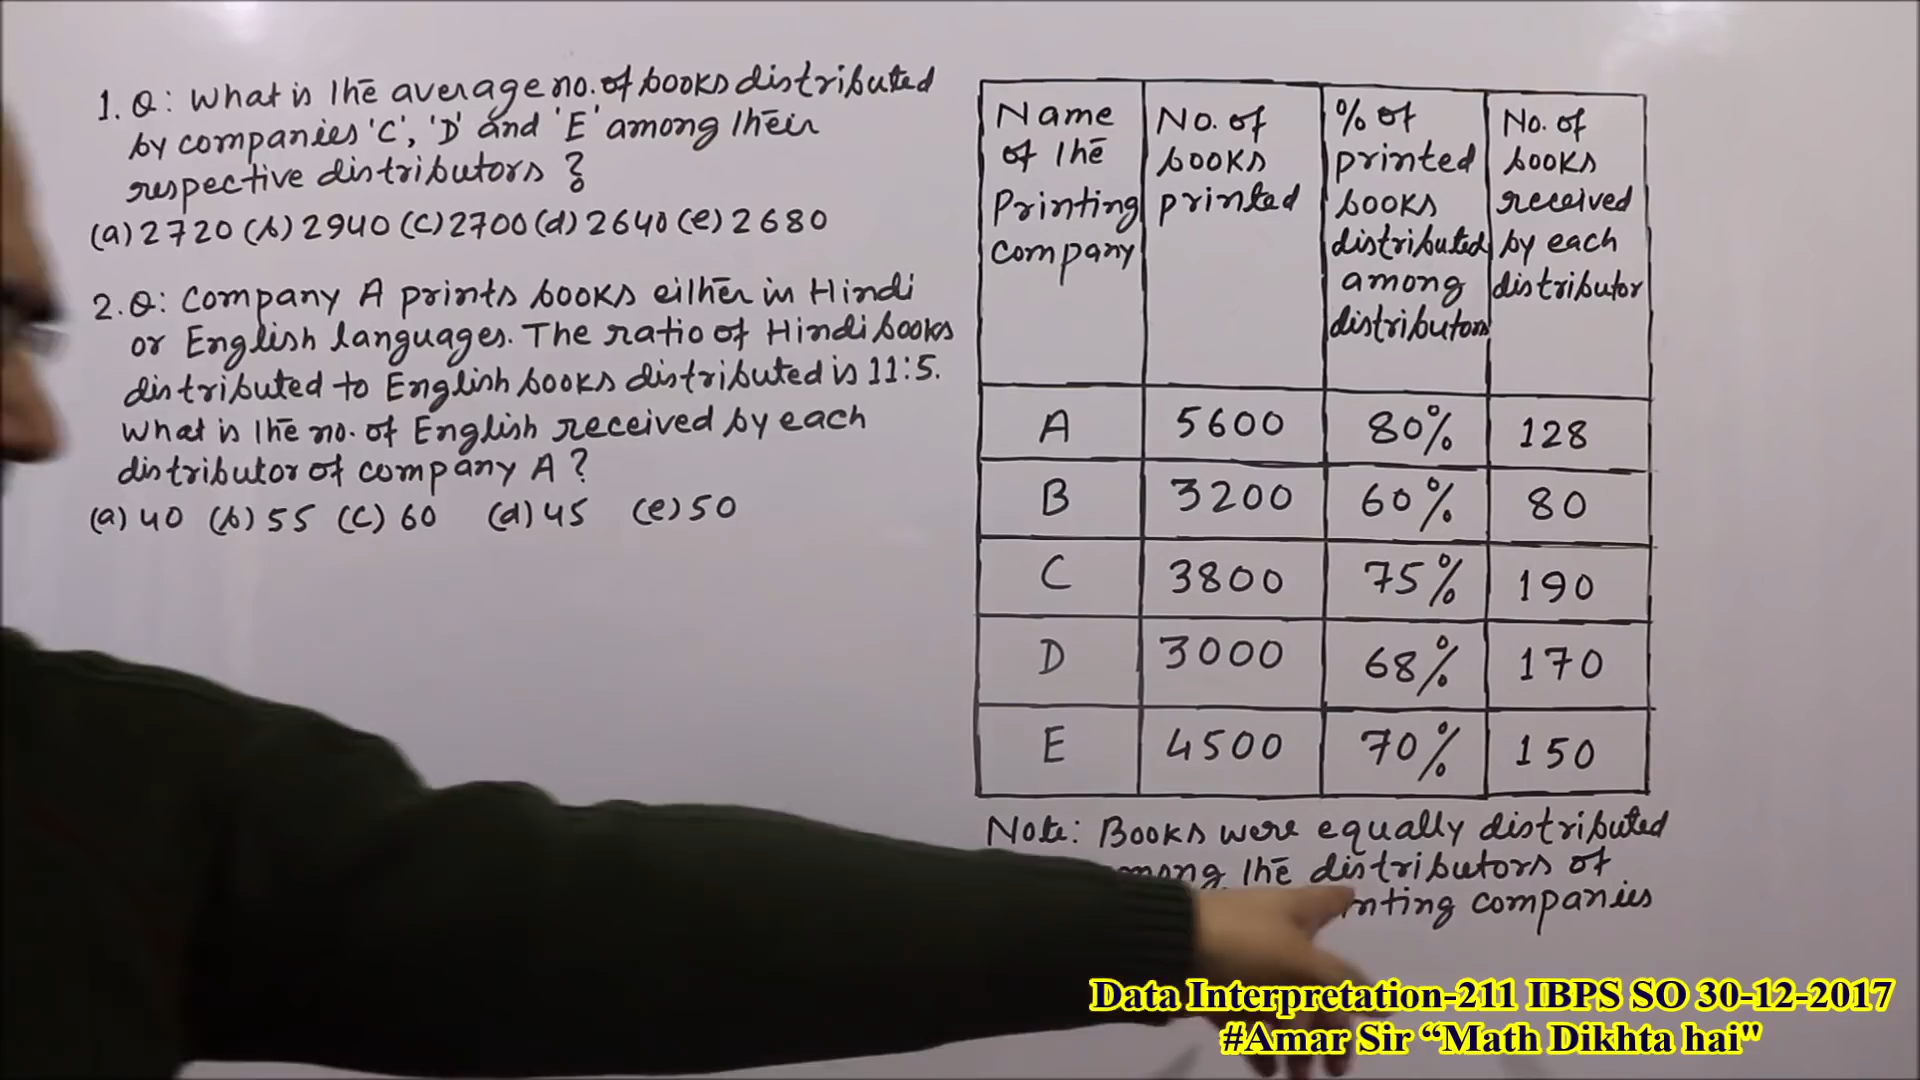 1. Q: What is the average no. of books distributed
by companies 'C', 'D' and 'E' among their
respective distributors ?
(a) 2720 (b) 2940 (c) 2700 (d) 2640 (e) 2680
2. Q: Company A prints books either in Hindi
or English languages. The ratio of Hindi books
distributed to English books distributed is 11:5.
What is the no. of English received by each
distributor of company A ?
(a) 40 (b) 55 (c) 60 (d) 45 (e) 50
Name of the Printing company
No. of books printed
% of printed books distributed among distributors
No. of books received by each distributor
A 5600 80% 128
B 3200 60% 80
C 3800 75% 190
D 3000 68% 170
E 4500 70% 150
Note: Books were equally distributed
among the distributors of
companies
Data Interpretation-211 IBPS SO 30-12-2017
#Amar Sir “Math Dikhta hai"